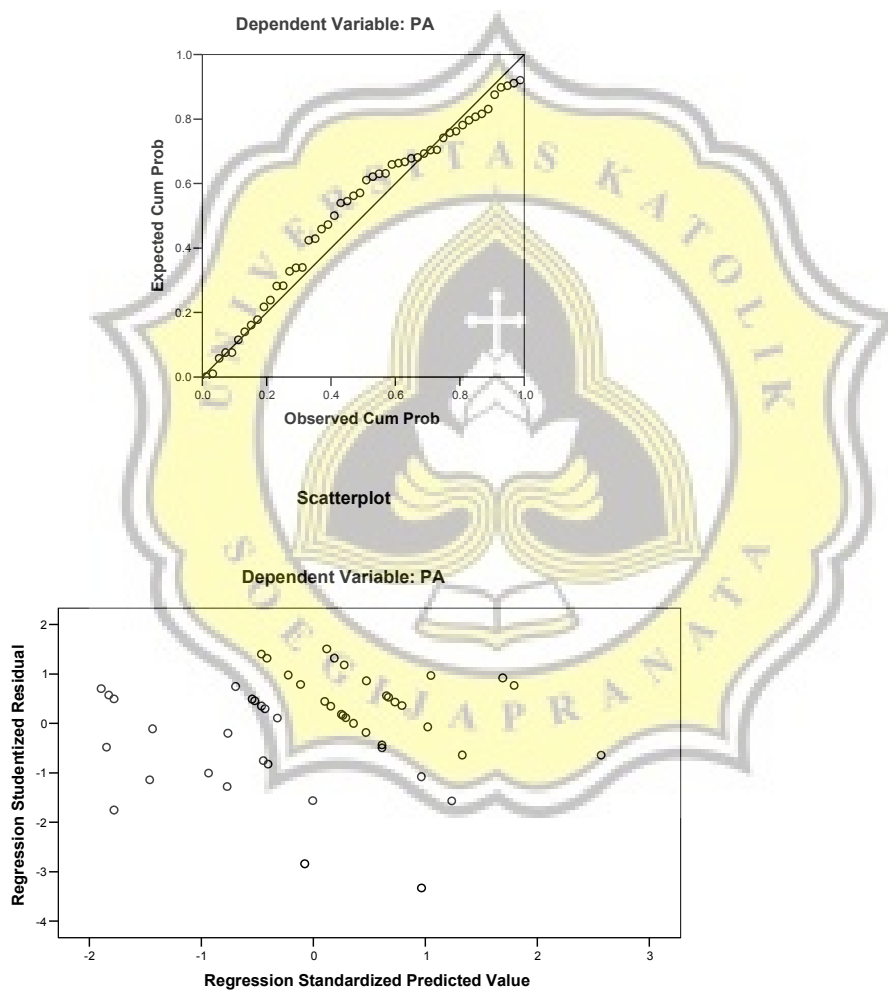 Dependent Variable: PA
1.0
0.8
0.6
0.4
0.2
0.0
0.0 0.2 0.4 0.6 0.8 1.0
Expected Cum Prob
Observed Cum Prob
UNIVERSITAS KATOLIK
SOEGIJAPRANATA
Scatterplot
Dependent Variable: PA
2
1
0
-1
-2
-3
-4
-2 -1 0 1 2 3
Regression Studentized Residual
Regression Standardized Predicted Value